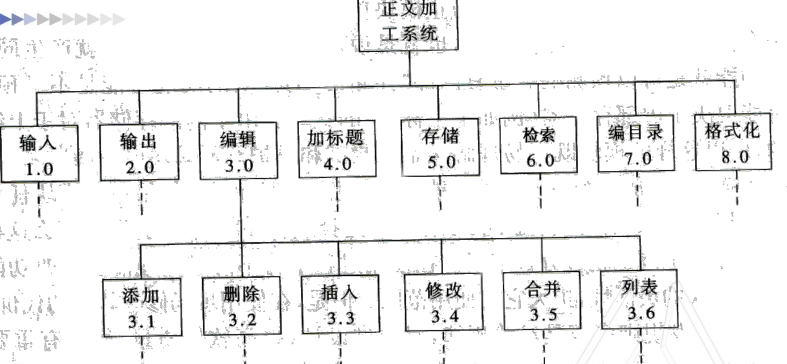 正文加
工系统
输入
1.0
输出
2.0
编辑
3.0
加标题
4.0
存储
5.0
检索
6.0
编目录
7.0
格式化
8.0
添加
3.1
删除
3.2
插入
3.3
修改
3.4
合并
3.5
列表
3.6